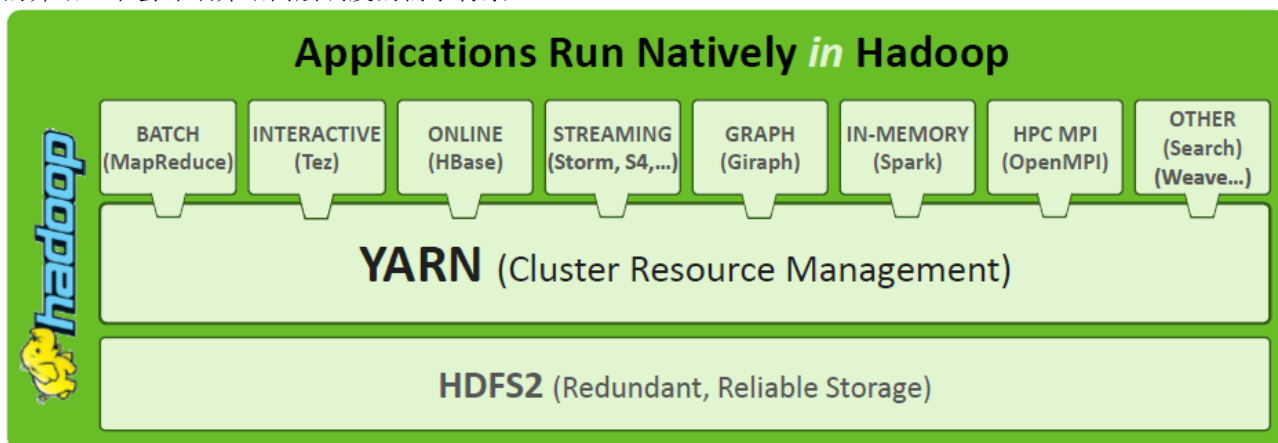 Applications Run Natively in Hadoop
BATCH
(MapReduce)
INTERACTIVE
(Tez)
ONLINE
(HBase)
STREAMING
(Storm, S4,…)
GRAPH
(Giraph)
IN-MEMORY
(Spark)
HPC MPI
(OpenMPI)
OTHER
(Search)
(Weave…)
hadoop
YARN (Cluster Resource Management)
HDFS2 (Redundant, Reliable Storage)